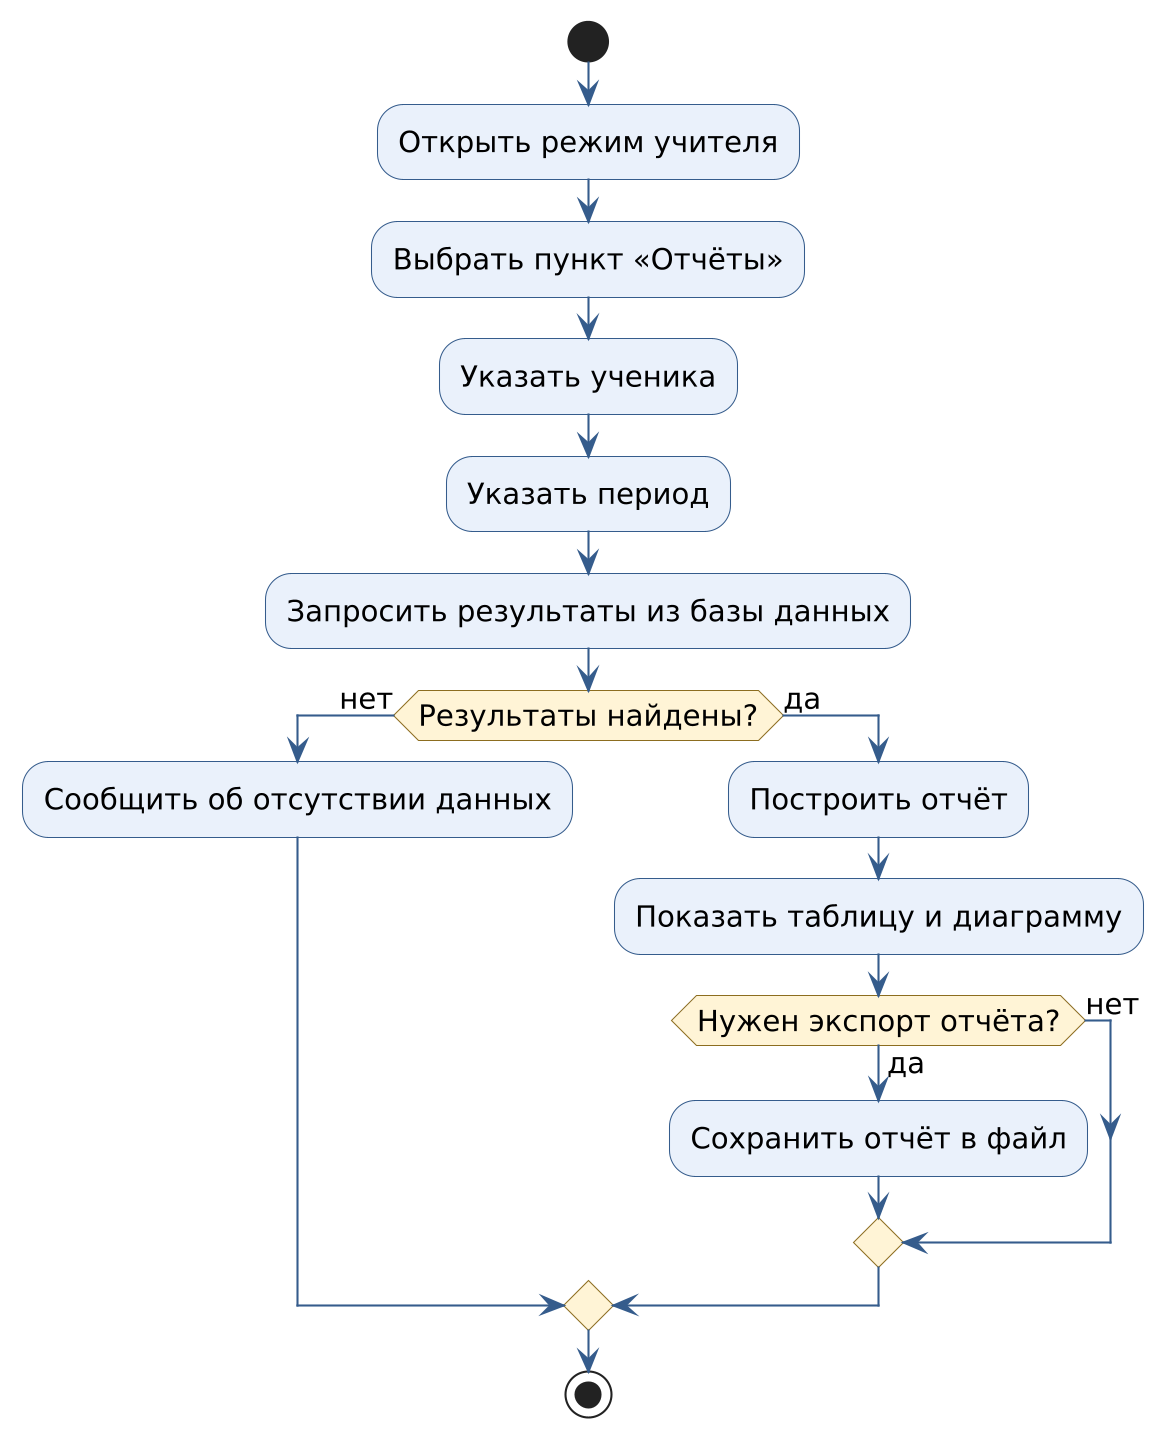 Открыть режим учителя
Выбрать пункт «Отчёты»
Указать ученика
Указать период
Запросить результаты из базы данных
нет
Результаты найдены?
да
Сообщить об отсутствии данных
Построить отчёт
Показать таблицу и диаграмму
Нужен экспорт отчёта?
нет
да
Сохранить отчёт в файл